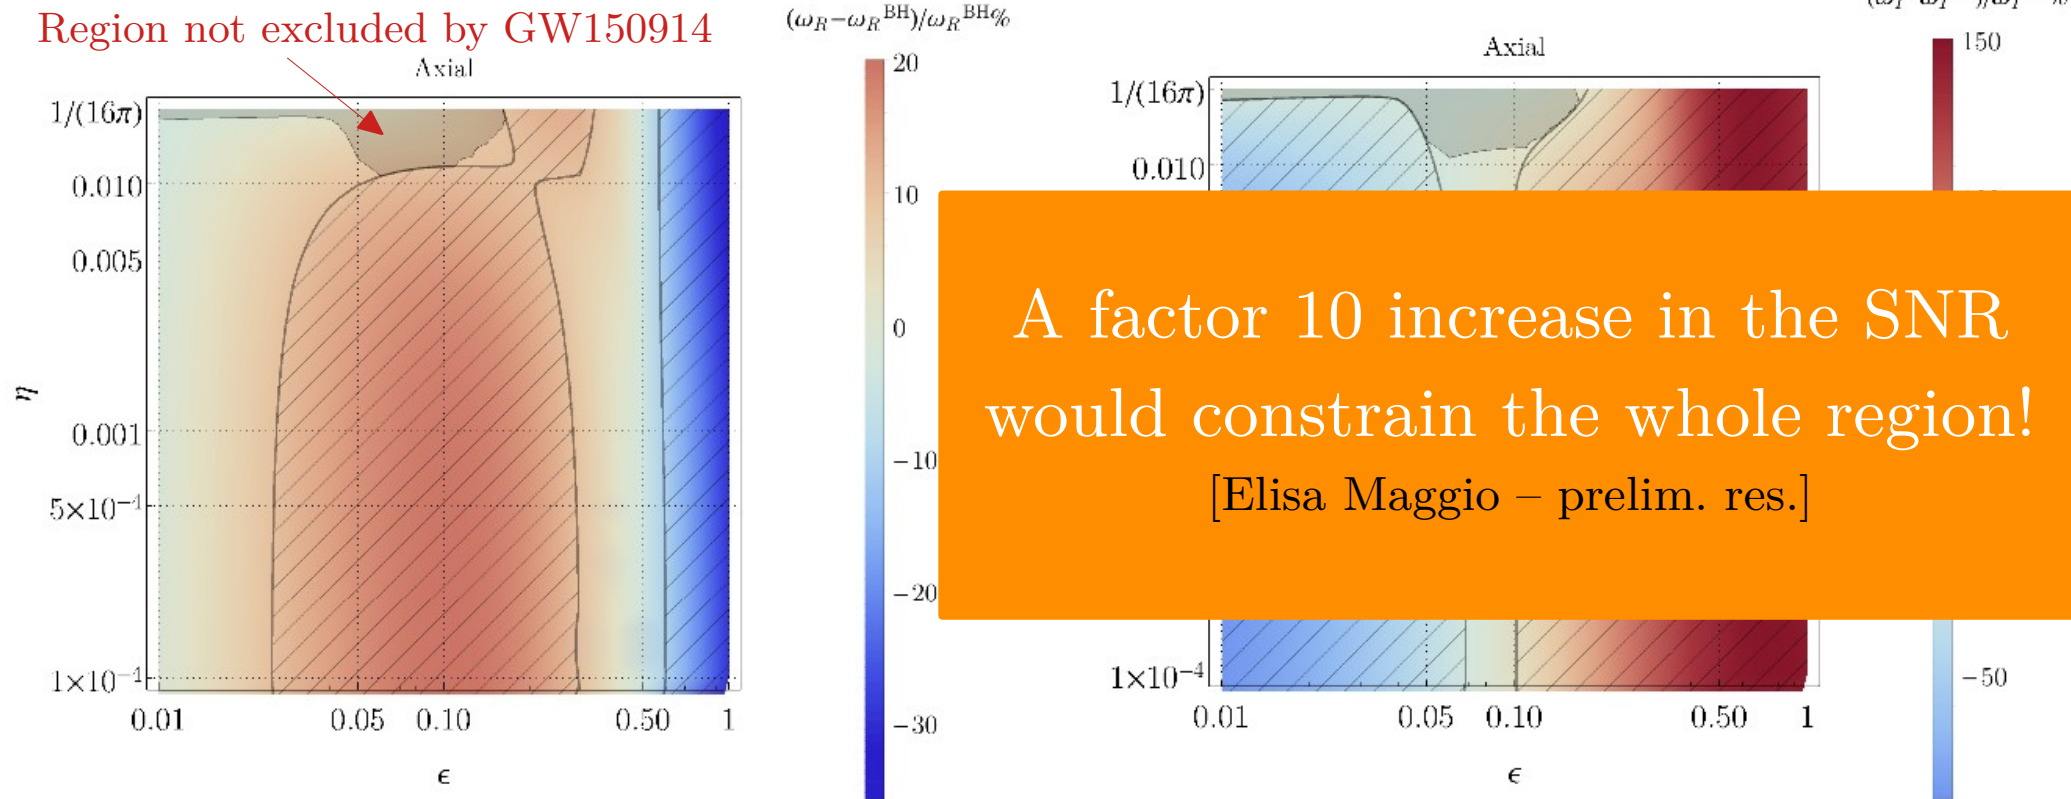 Region not excluded by GW150914
Axial
(ω_R−ω_R^BH)/ω_R^BH%
1/(16π)
0.010
0.005
0.001
5×10⁻⁴
1×10⁻⁴
η
0.01 0.05 0.10 0.50 1
ϵ
20
10
0
−10
−20
−30
Axial
1/(16π)
0.010
1×10⁻⁴
0.01 0.05 0.10 0.50 1
ϵ
150
−50
A factor 10 increase in the SNR
would constrain the whole region!
[Elisa Maggio – prelim. res.]